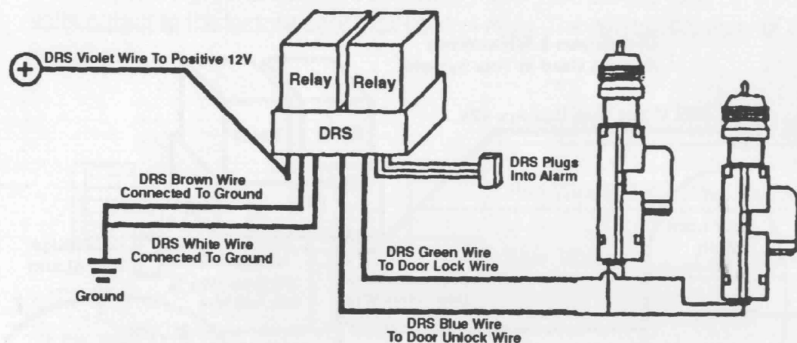 DRS Violet Wire To Positive 12V
Relay
Relay
DRS
DRS Plugs
Into Alarm
DRS Brown Wire
Connected To Ground
DRS White Wire
Connected To Ground
Ground
DRS Green Wire
To Door Lock Wire
DRS Blue Wire
To Door Unlock Wire